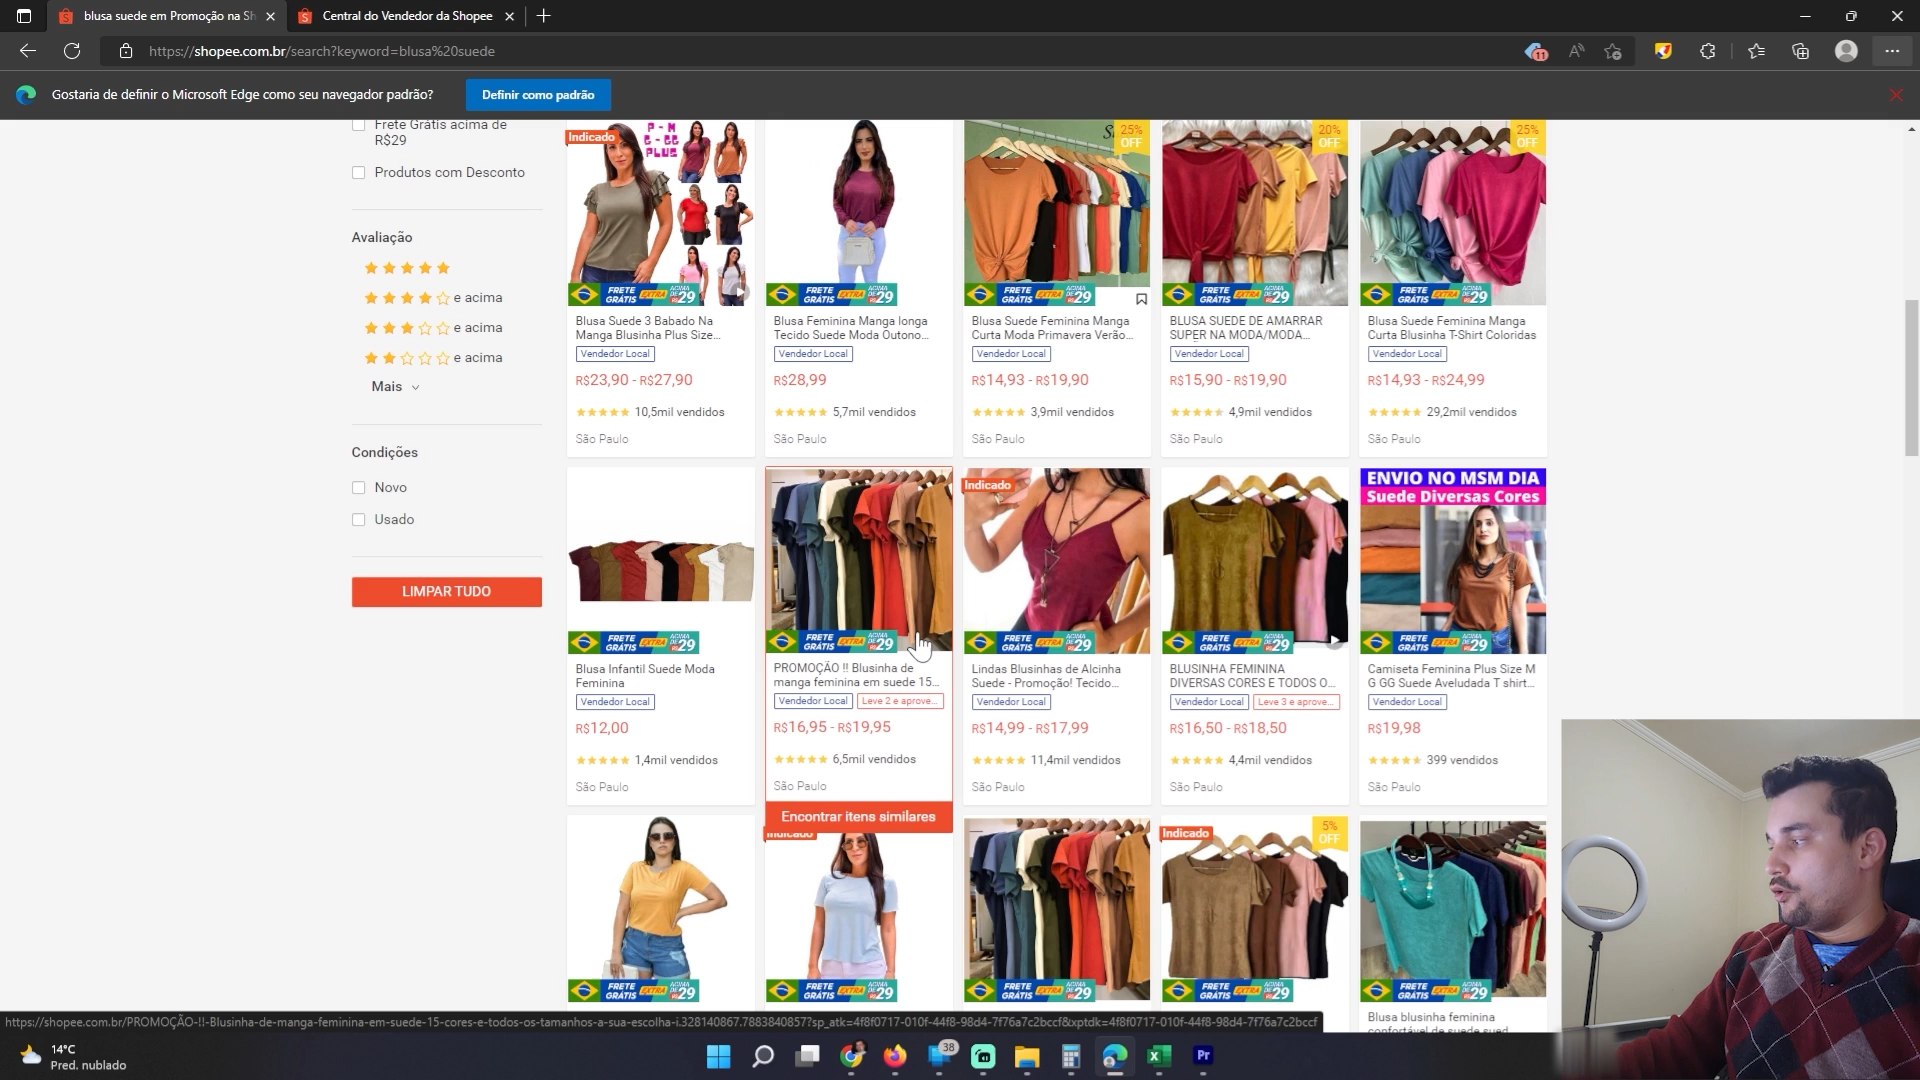 blusa suede em Promoção na Sh
Central do Vendedor da Shopee
https://shopee.com.br/search?keyword=blusa%20suede
11
Gostaria de definir o Microsoft Edge como seu navegador padrão?
Definir como padrão
Frete Grátis acima de
R$29
Produtos com Desconto
Avaliação
e acima
e acima
e acima
Mais
Condições
Novo
Usado
LIMPAR TUDO
Indicado
P - M
G - GG
PLUS
FRETE GRÁTIS EXTRA ACIMA DE 29
Blusa Suede 3 Babado Na
Manga Blusinha Plus Size...
Vendedor Local
R$23,90 - R$27,90
10,5mil vendidos
São Paulo
FRETE GRÁTIS EXTRA ACIMA DE 29
Blusa Feminina Manga longa
Tecido Suede Moda Outono...
Vendedor Local
R$28,99
5,7mil vendidos
São Paulo
25%
OFF
FRETE GRÁTIS EXTRA ACIMA DE 29
Blusa Suede Feminina Manga
Curta Moda Primavera Verão...
Vendedor Local
R$14,93 - R$19,90
3,9mil vendidos
São Paulo
20%
OFF
FRETE GRÁTIS EXTRA ACIMA DE 29
BLUSA SUEDE DE AMARRAR
SUPER NA MODA/MODA...
Vendedor Local
R$15,90 - R$19,90
4,9mil vendidos
São Paulo
25%
OFF
FRETE GRÁTIS EXTRA ACIMA DE 29
Blusa Suede Feminina Manga
Curta Blusinha T-Shirt Coloridas
Vendedor Local
R$14,93 - R$24,99
29,2mil vendidos
São Paulo
FRETE GRÁTIS EXTRA ACIMA DE 29
Blusa Infantil Suede Moda
Feminina
Vendedor Local
R$12,00
1,4mil vendidos
São Paulo
FRETE GRÁTIS EXTRA ACIMA DE 29
PROMOÇÃO !! Blusinha de
manga feminina em suede 15...
Vendedor Local Leve 2 e aprove...
R$16,95 - R$19,95
6,5mil vendidos
São Paulo
Encontrar itens similares
Indicado
FRETE GRÁTIS EXTRA ACIMA DE 29
Lindas Blusinhas de Alcinha
Suede - Promoção! Tecido...
Vendedor Local
R$14,99 - R$17,99
11,4mil vendidos
São Paulo
FRETE GRÁTIS EXTRA ACIMA DE 29
BLUSINHA FEMININA
DIVERSAS CORES E TODOS O...
Vendedor Local Leve 3 e aprove...
R$16,50 - R$18,50
4,4mil vendidos
São Paulo
ENVIO NO MSM DIA
Suede Diversas Cores
FRETE GRÁTIS EXTRA ACIMA DE 29
Camiseta Feminina Plus Size M
G GG Suede Aveludada T shirt...
Vendedor Local
R$19,98
399 vendidos
São Paulo
FRETE GRÁTIS EXTRA ACIMA DE 29
Indicado
FRETE GRÁTIS EXTRA ACIMA DE 29
FRETE GRÁTIS EXTRA ACIMA DE 29
Indicado
5%
OFF
FRETE GRÁTIS EXTRA ACIMA DE 29
FRETE GRÁTIS EXTRA ACIMA DE 29
Blusa blusinha feminina
confortável de suede sued
https://shopee.com.br/PROMOÇÃO-!!-Blusinha-de-manga-feminina-em-suede-15-cores-e-todos-os-tamanhos-a-sua-escolha-i.328140867.7883840857?sp_atk=4f8f0717-010f-44f8-98d4-7f76a7c2bccf&xptdk=4f8f0717-010f-44f8-98d4-7f76a7c2bccf
14°C
Pred. nublado
38
Pr